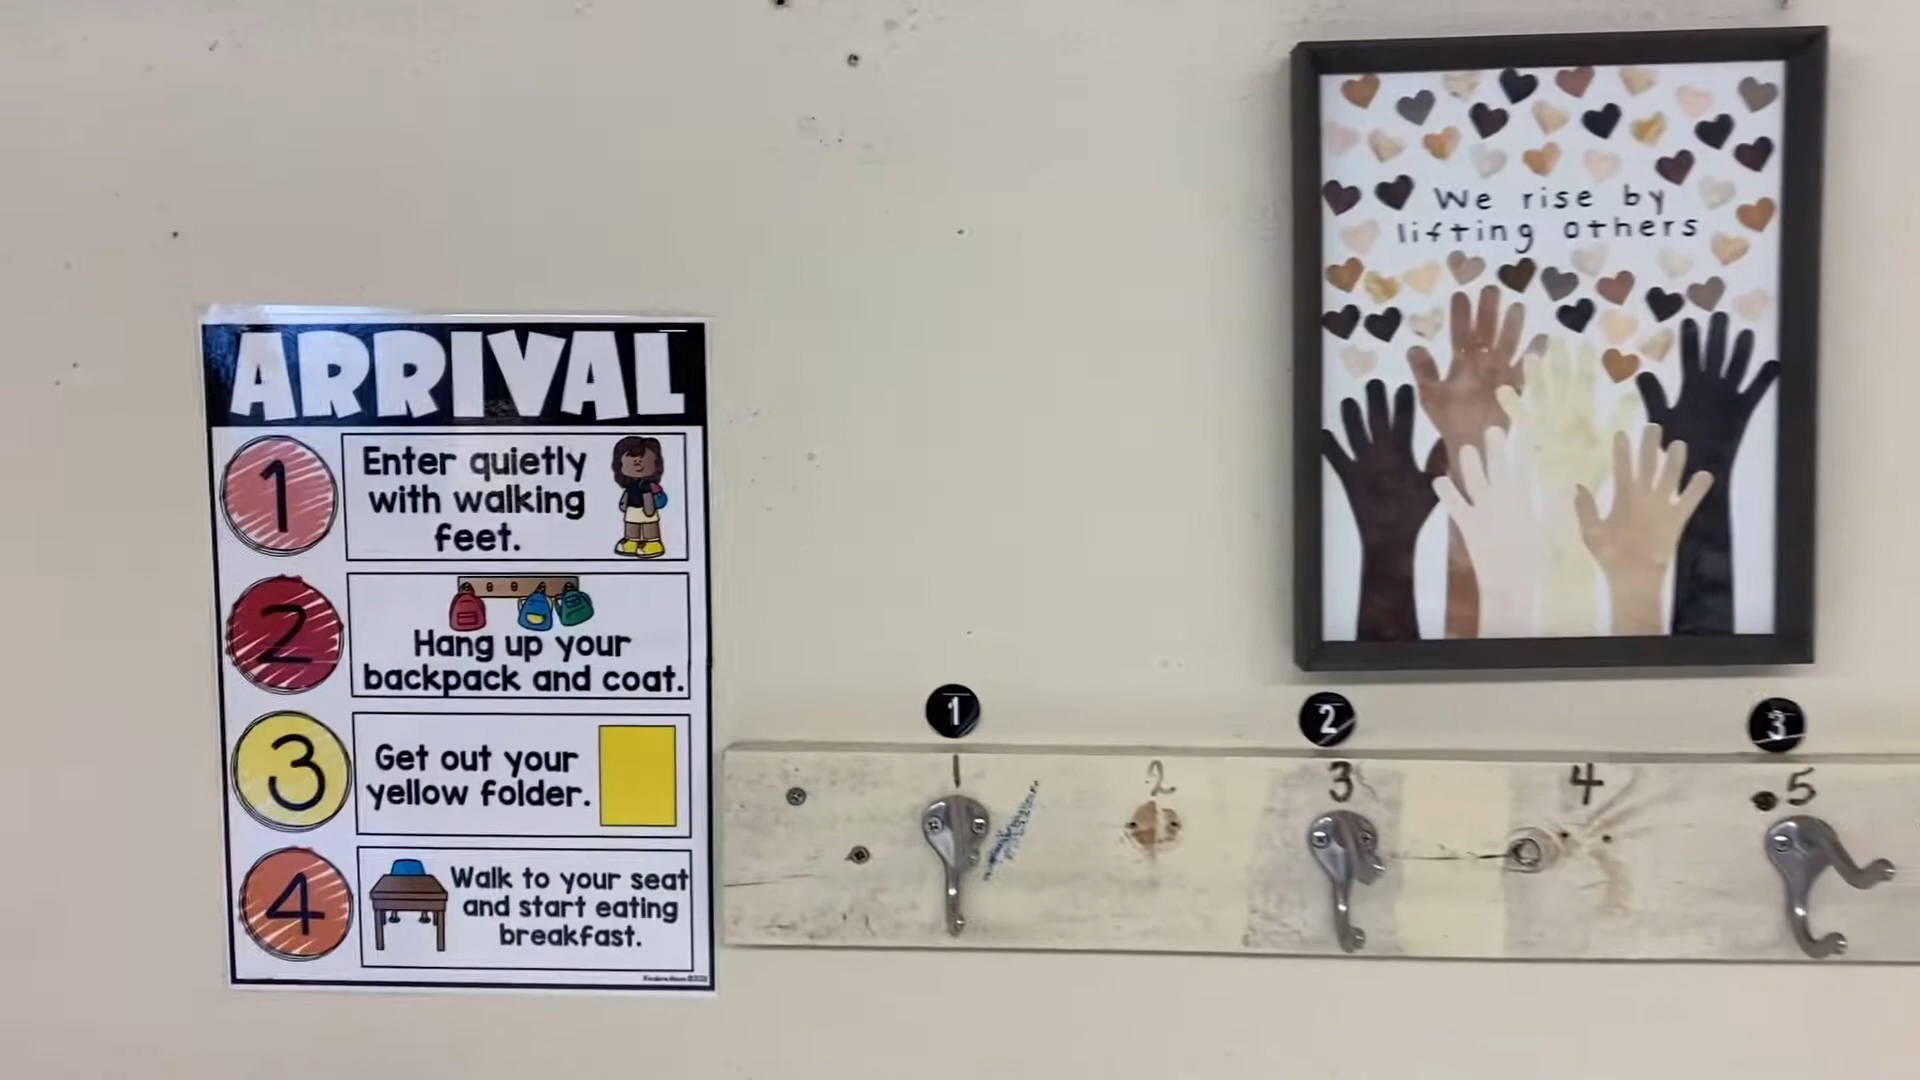 ARRIVAL
1
Enter quietly
with walking
feet.
2
Hang up your
backpack and coat.
3
Get out your
yellow folder.
4
Walk to your seat
and start eating
breakfast.
We rise by
lifting others
1
2
3
1
2
3
4
5